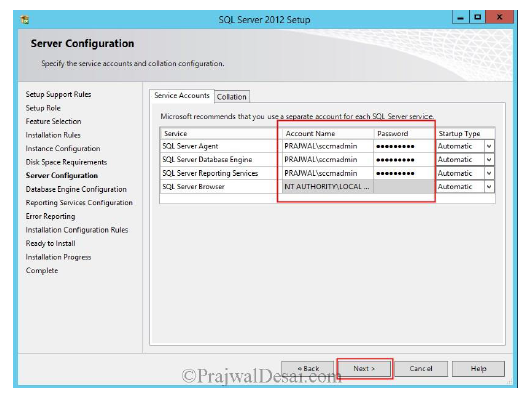 SQL Server 2012 Setup
Server Configuration
Specify the service accounts and collation configuration.
Setup Support Rules
Setup Role
Feature Selection
Installation Rules
Instance Configuration
Disk Space Requirements
Server Configuration
Database Engine Configuration
Reporting Services Configuration
Error Reporting
Installation Configuration Rules
Ready to Install
Installation Progress
Complete
Service Accounts Collation
Microsoft recommends that you use a separate account for each SQL Server service.
Service Account Name Password Startup Type
SQL Server Agent PRAJWAL\sccmadmin ●●●●●●●●● Automatic
SQL Server Database Engine PRAJWAL\sccmadmin ●●●●●●●●● Automatic
SQL Server Reporting Services PRAJWAL\sccmadmin ●●●●●●●●● Automatic
SQL Server Browser NT AUTHORITY\LOCAL ... Automatic
< Back Next > Cancel Help
©PrajwalDesai.com